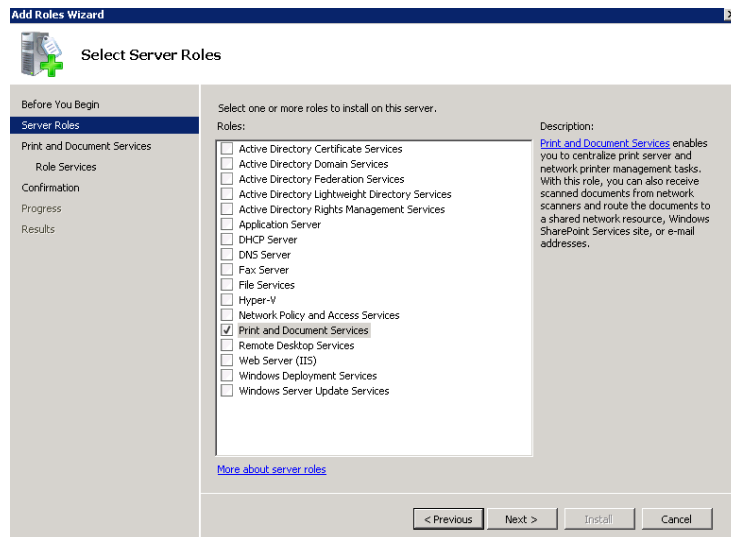 Add Roles Wizard
Select Server Roles
Before You Begin
Server Roles
Print and Document Services
Role Services
Confirmation
Progress
Results
Select one or more roles to install on this server.
Roles:
Active Directory Certificate Services
Active Directory Domain Services
Active Directory Federation Services
Active Directory Lightweight Directory Services
Active Directory Rights Management Services
Application Server
DHCP Server
DNS Server
Fax Server
File Services
Hyper-V
Network Policy and Access Services
Print and Document Services
Remote Desktop Services
Web Server (IIS)
Windows Deployment Services
Windows Server Update Services
More about server roles
Description:
Print and Document Services enables
you to centralize print server and
network printer management tasks.
With this role, you can also receive
scanned documents from network
scanners and route the documents to
a shared network resource, Windows
SharePoint Services site, or e-mail
addresses.
< Previous
Next >
Install
Cancel